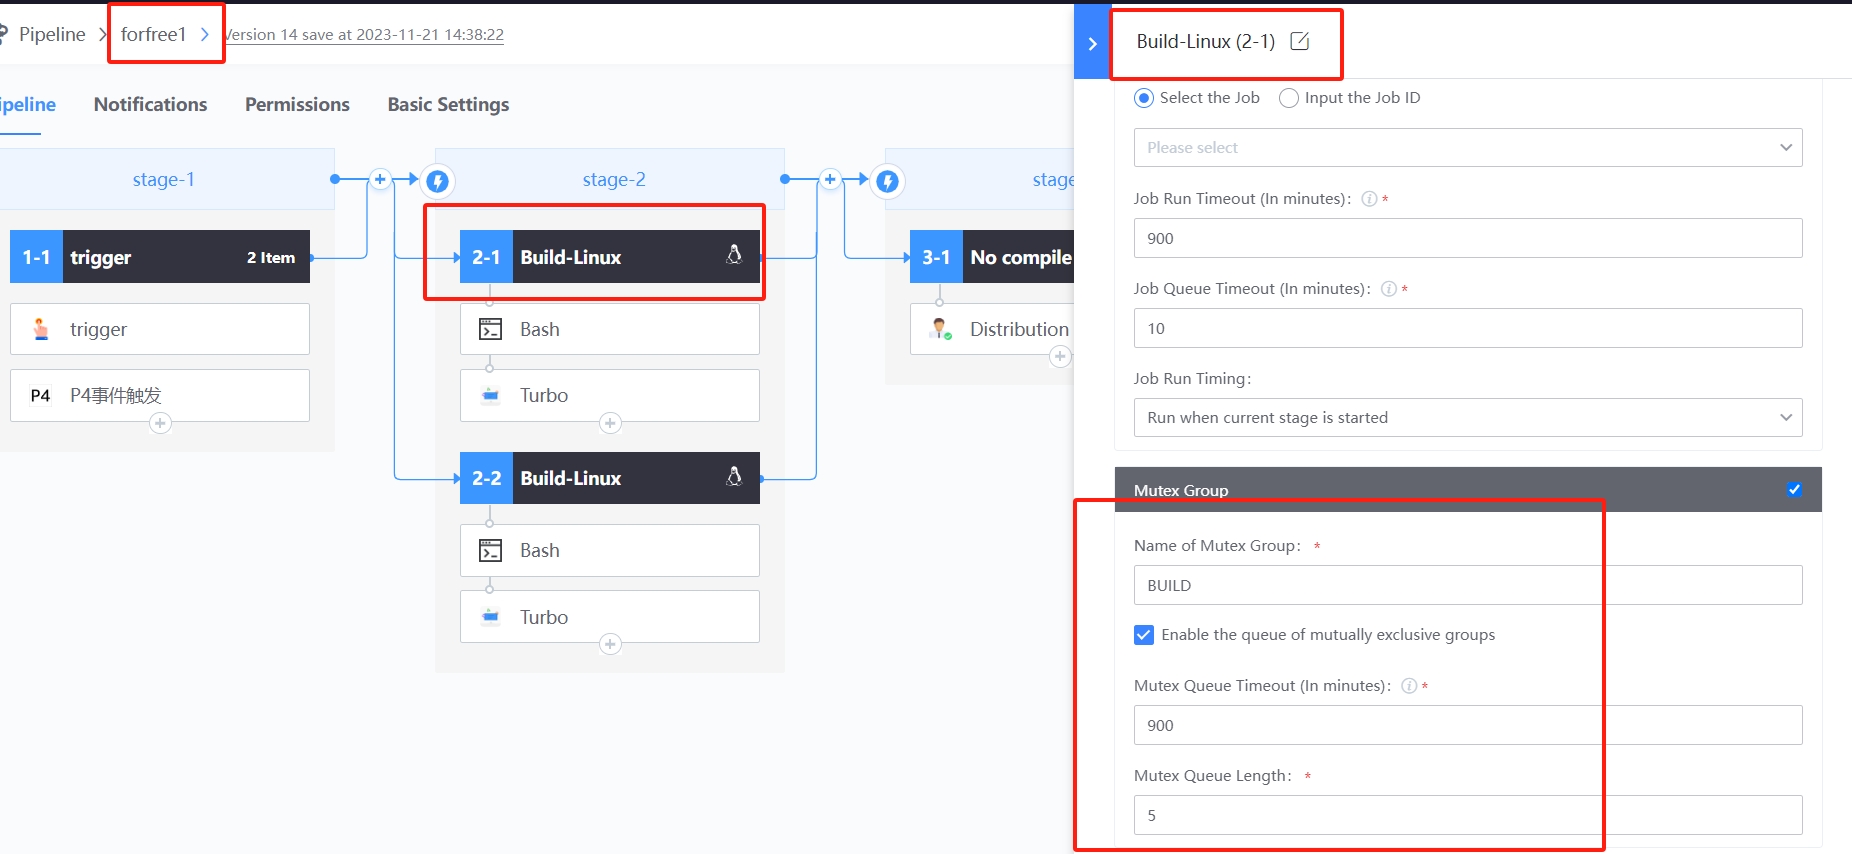 Pipeline
forfree1
Version 14 save at 2023-11-21 14:38:22
ipeline
Notifications
Permissions
Basic Settings
stage-1
stage-2
stage
1-1
trigger
2 Item
trigger
P4
P4事件触发
2-1
Build-Linux
Bash
Turbo
2-2
Build-Linux
Bash
Turbo
3-1
No compile
Distribution
Build-Linux (2-1)
Select the Job
Input the Job ID
Please select
Job Run Timeout (In minutes): *
900
Job Queue Timeout (In minutes): *
10
Job Run Timing:
Run when current stage is started
Mutex Group
Name of Mutex Group: *
BUILD
Enable the queue of mutually exclusive groups
Mutex Queue Timeout (In minutes): *
900
Mutex Queue Length: *
5